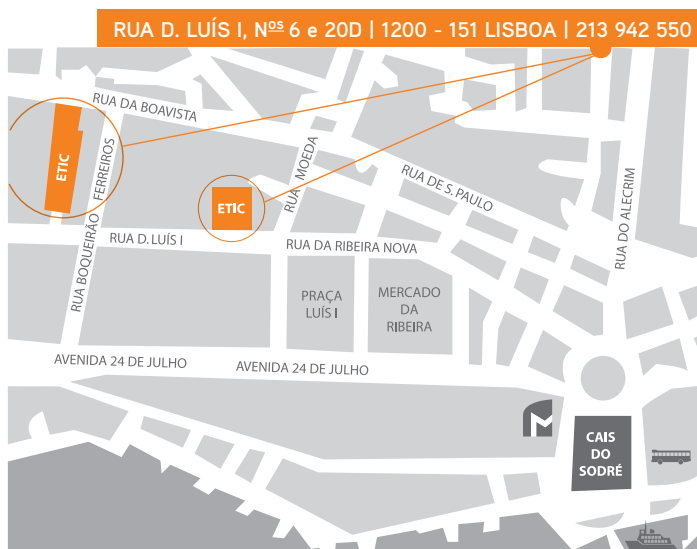 RUA D. LUÍS I, Nºˢ 6 e 20D | 1200 - 151 LISBOA | 213 942 550
RUA DA BOAVISTA
ETIC
RUA BOQUEIRÃO FERREIROS
RUA MOEDA
RUA DE S. PAULO
RUA DO ALECRIM
ETIC
RUA D. LUÍS I
RUA DA RIBEIRA NOVA
PRAÇA
LUÍS I
MERCADO
DA
RIBEIRA
AVENIDA 24 DE JULHO
AVENIDA 24 DE JULHO
M
CAIS
DO
SODRÉ